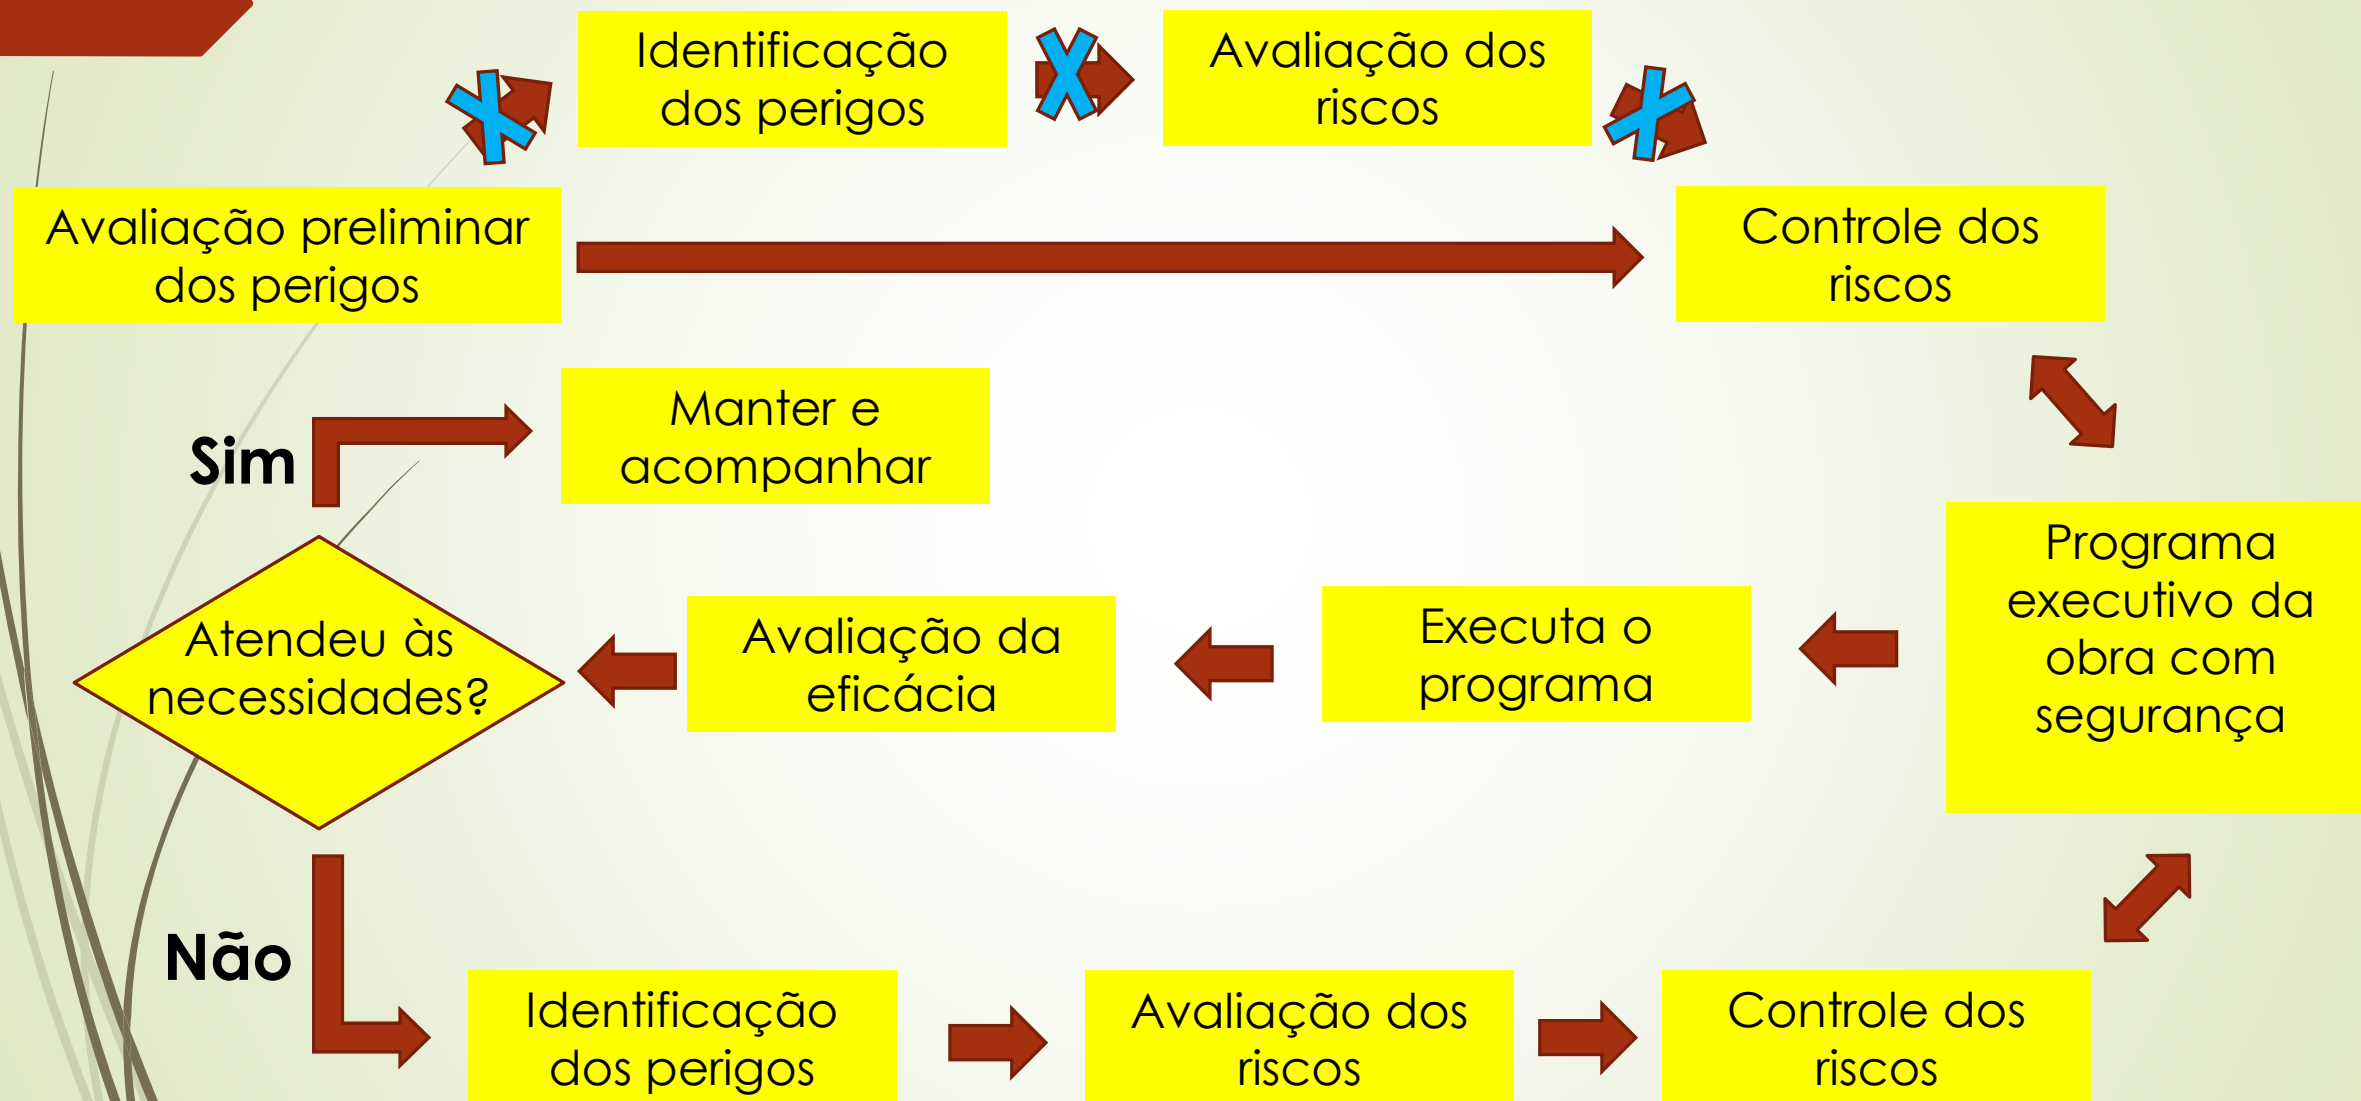 Identificação
dos perigos
Avaliação dos
riscos
Avaliação preliminar
dos perigos
Controle dos
riscos
Manter e
acompanhar
Sim
Programa
executivo da
obra com
segurança
Executa o
programa
Avaliação da
eficácia
Atendeu às
necessidades?
Não
Identificação
dos perigos
Avaliação dos
riscos
Controle dos
riscos